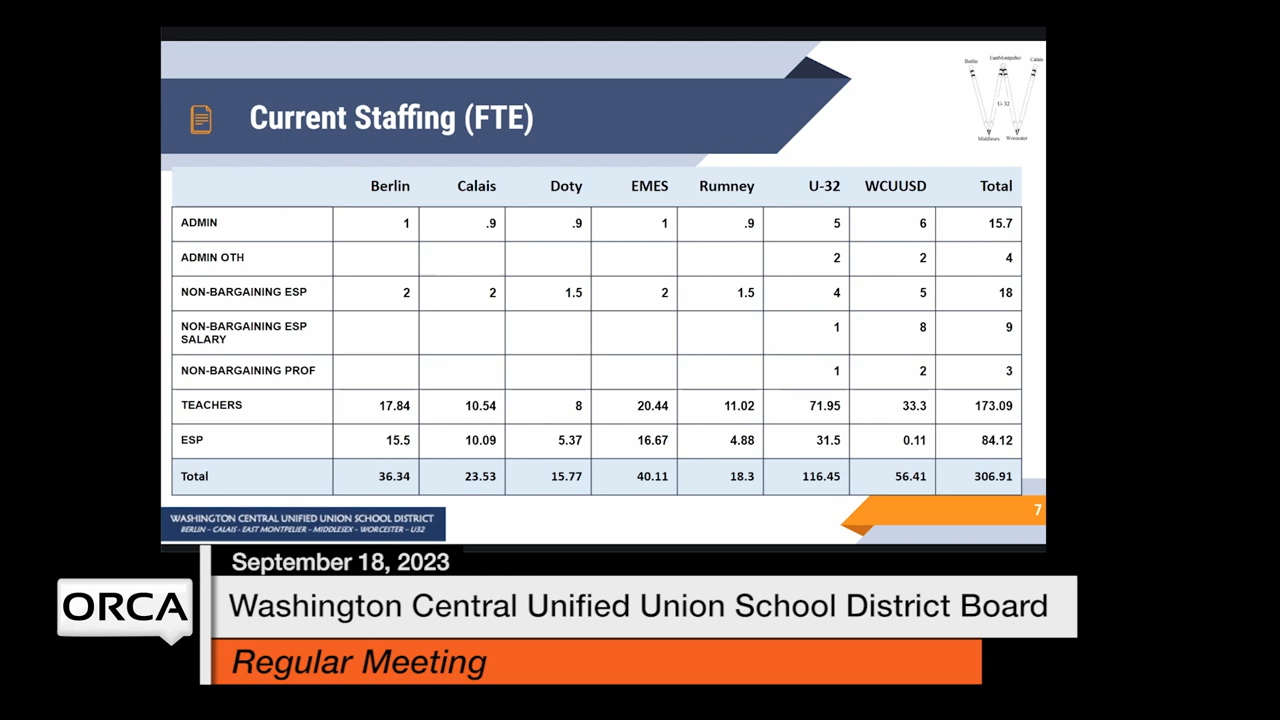 Berlin EastMontpelier Calais
U-32
Middlesex Worcester
Current Staffing (FTE)
Berlin Calais Doty EMES Rumney U-32 WCUUSD Total
ADMIN 1 .9 .9 1 .9 5 6 15.7
ADMIN OTH 2 2 4
NON-BARGAINING ESP 2 2 1.5 2 1.5 4 5 18
NON-BARGAINING ESP SALARY 1 8 9
NON-BARGAINING PROF 1 2 3
TEACHERS 17.84 10.54 8 20.44 11.02 71.95 33.3 173.09
ESP 15.5 10.09 5.37 16.67 4.88 31.5 0.11 84.12
Total 36.34 23.53 15.77 40.11 18.3 116.45 56.41 306.91
7
WASHINGTON CENTRAL UNIFIED UNION SCHOOL DISTRICT
BERLIN – CALAIS - EAST MONTPELIER – MIDDLESEX – WORCESTER – U32
September 18, 2023
ORCA
Washington Central Unified Union School District Board
Regular Meeting